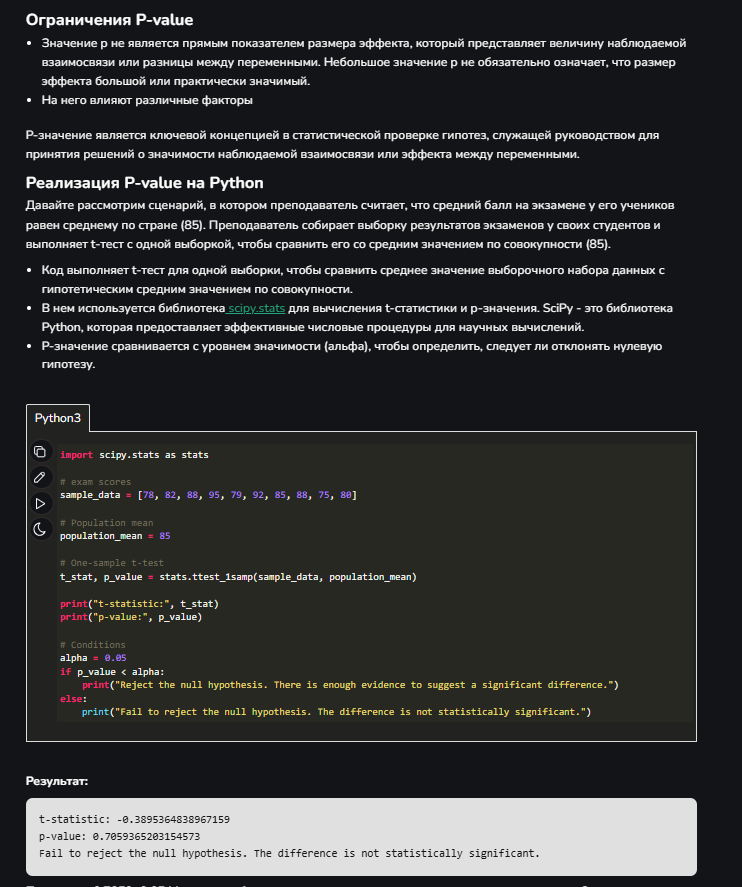 Ограничения P-value
• Значение p не является прямым показателем размера эффекта, который представляет величину наблюдаемой
взаимосвязи или разницы между переменными. Небольшое значение p не обязательно означает, что размер
эффекта большой или практически значимый.
• На него влияют различные факторы
P-значение является ключевой концепцией в статистической проверке гипотез, служащей руководством для
принятия решений о значимости наблюдаемой взаимосвязи или эффекта между переменными.
Реализация P-value на Python
Давайте рассмотрим сценарий, в котором преподаватель считает, что средний балл на экзамене у его учеников
равен среднему по стране (85). Преподаватель собирает выборку результатов экзаменов у своих студентов и
выполняет t-тест с одной выборкой, чтобы сравнить его со средним значением по совокупности (85).
• Код выполняет t-тест для одной выборки, чтобы сравнить среднее значение выборочного набора данных с
гипотетическим средним значением по совокупности.
• В нем используется библиотека scipy.stats для вычисления t-статистики и p-значения. SciPy - это библиотека
Python, которая предоставляет эффективные числовые процедуры для научных вычислений.
• P-значение сравнивается с уровнем значимости (альфа), чтобы определить, следует ли отклонять нулевую
гипотезу.
Python3
import scipy.stats as stats
# exam scores
sample_data = [78, 82, 88, 95, 79, 92, 85, 88, 75, 80]
# Population mean
population_mean = 85
# One-sample t-test
t_stat, p_value = stats.ttest_1samp(sample_data, population_mean)
print("t-statistic:", t_stat)
print("p-value:", p_value)
# Conditions
alpha = 0.05
if p_value < alpha:
    print("Reject the null hypothesis. There is enough evidence to suggest a significant difference.")
else:
    print("Fail to reject the null hypothesis. The difference is not statistically significant.")
Результат:
t-statistic: -0.3895364838967159
p-value: 0.7059365203154573
Fail to reject the null hypothesis. The difference is not statistically significant.